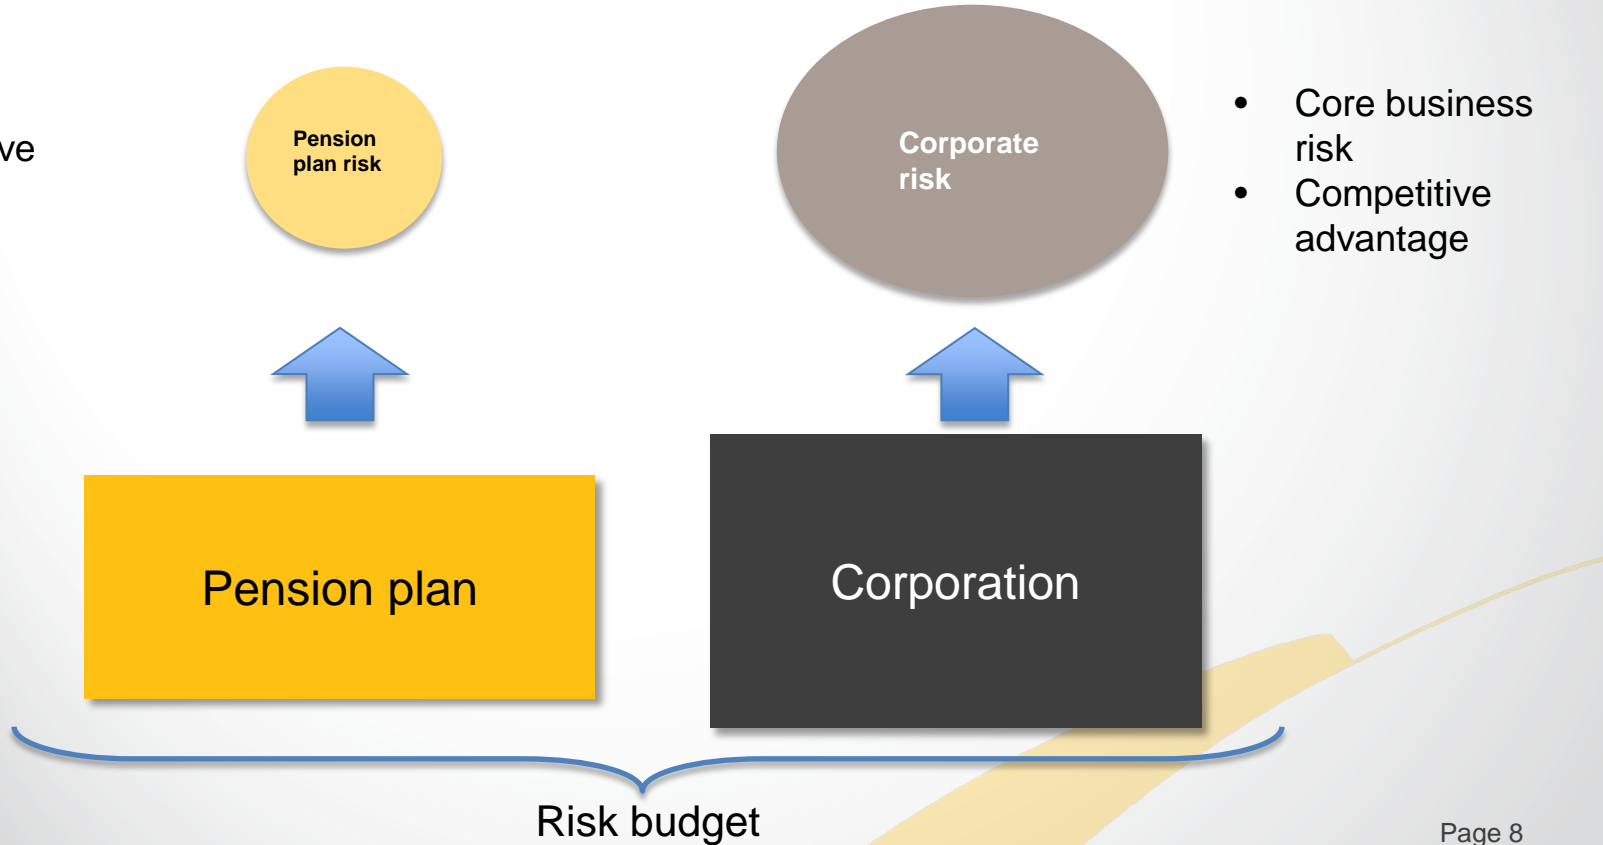 ve
Pension
plan risk
Corporate
risk
• Core business
risk
• Competitive
advantage
Pension plan
Corporation
Risk budget
Page 8